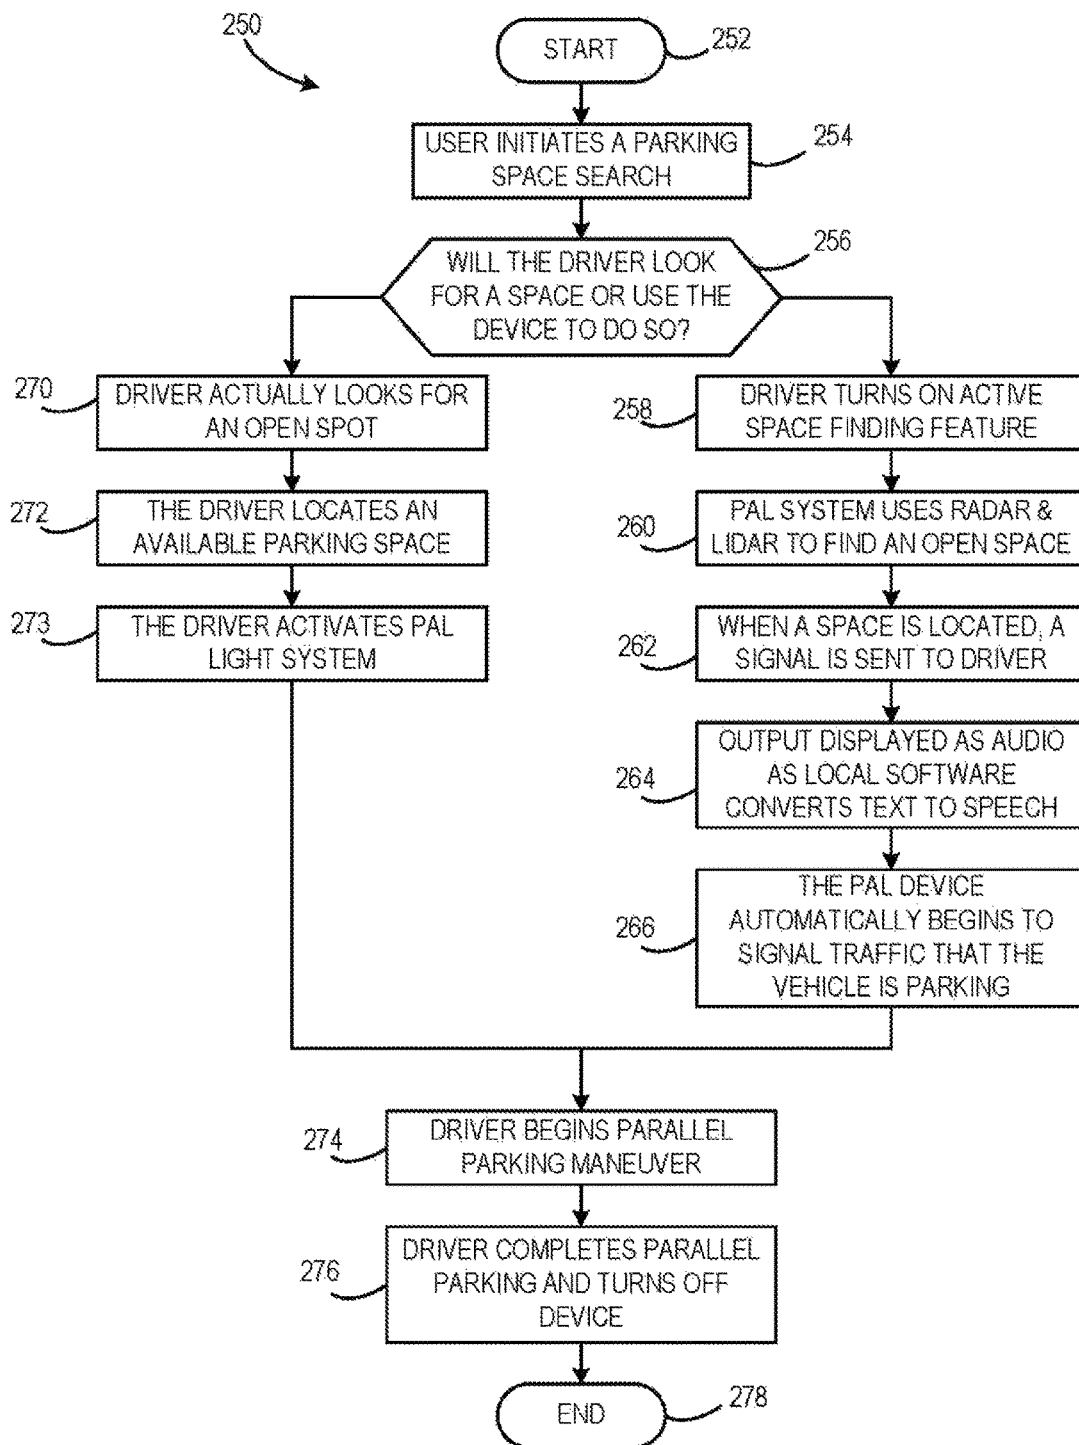 250
START
252
USER INITIATES A PARKING
SPACE SEARCH
254
WILL THE DRIVER LOOK
FOR A SPACE OR USE THE
DEVICE TO DO SO?
256
270
DRIVER ACTUALLY LOOKS FOR
AN OPEN SPOT
272
THE DRIVER LOCATES AN
AVAILABLE PARKING SPACE
273
THE DRIVER ACTIVATES PAL
LIGHT SYSTEM
258
DRIVER TURNS ON ACTIVE
SPACE FINDING FEATURE
260
PAL SYSTEM USES RADAR &
LIDAR TO FIND AN OPEN SPACE
262
WHEN A SPACE IS LOCATED, A
SIGNAL IS SENT TO DRIVER
264
OUTPUT DISPLAYED AS AUDIO
AS LOCAL SOFTWARE
CONVERTS TEXT TO SPEECH
266
THE PAL DEVICE
AUTOMATICALLY BEGINS TO
SIGNAL TRAFFIC THAT THE
VEHICLE IS PARKING
274
DRIVER BEGINS PARALLEL
PARKING MANEUVER
276
DRIVER COMPLETES PARALLEL
PARKING AND TURNS OFF
DEVICE
END
278